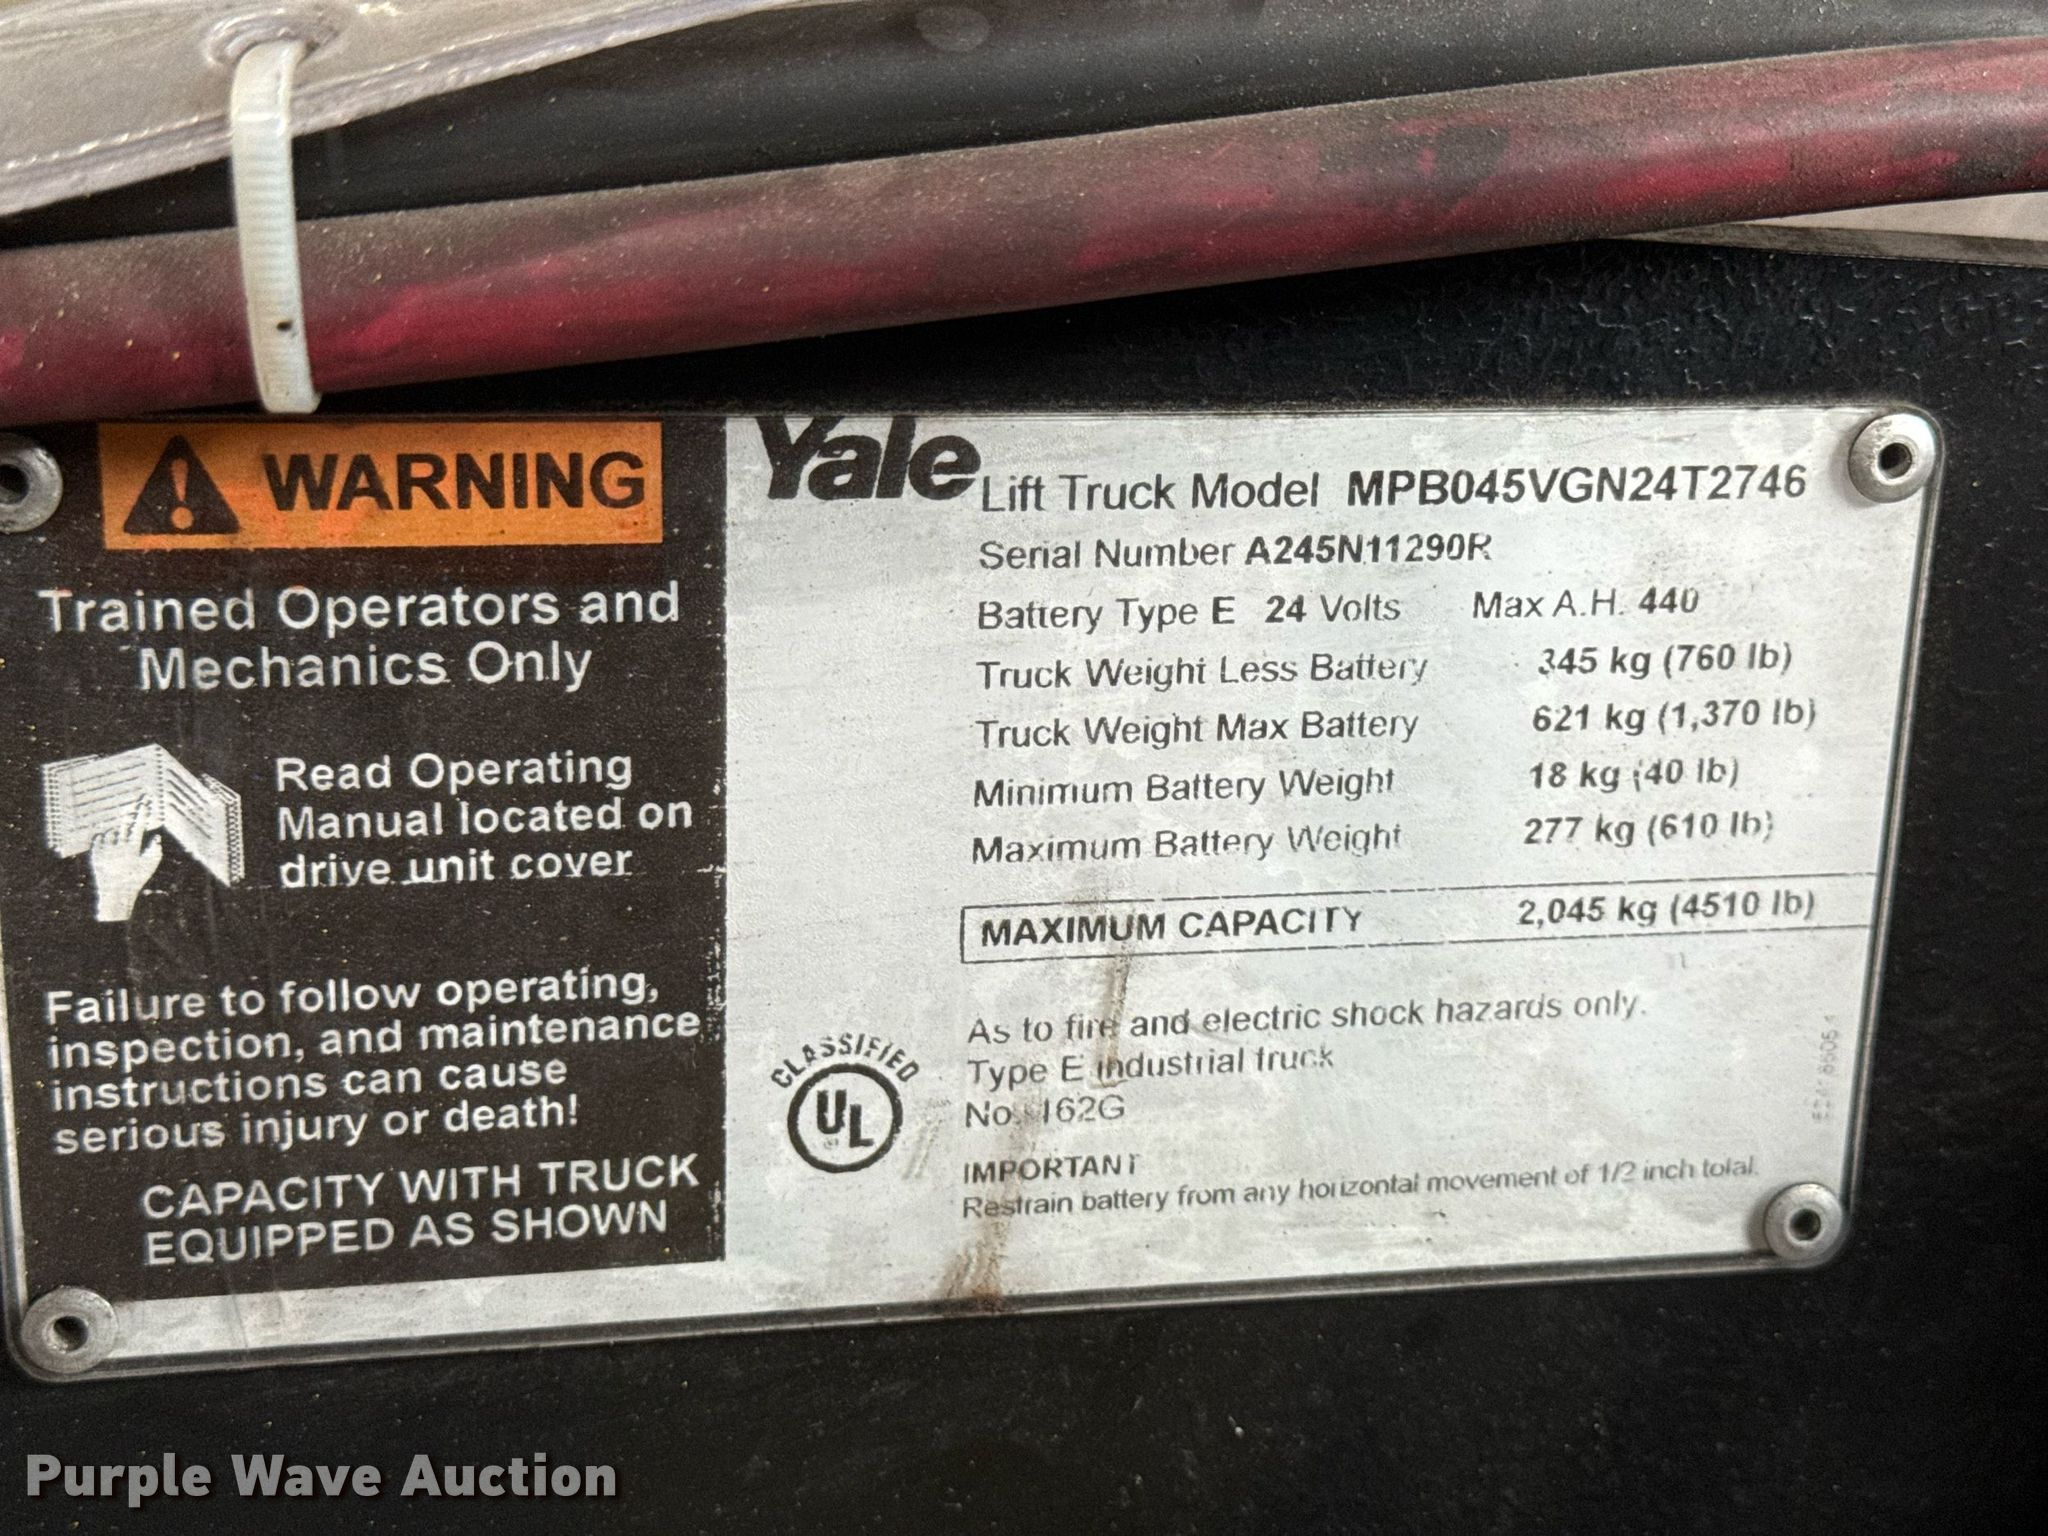 WARNING
Trained Operators and
Mechanics Only
Read Operating
Manual located on
drive unit cover
Failure to follow operating,
inspection, and maintenance
instructions can cause
serious injury or death!
CAPACITY WITH TRUCK
EQUIPPED AS SHOWN
Yale Lift Truck Model MPB045VGN24T2746
Serial Number A245N11290R
Battery Type E 24 Volts Max A.H. 440
Truck Weight Less Battery 345 kg (760 lb)
Truck Weight Max Battery 621 kg (1,370 lb)
Minimum Battery Weight 18 kg (40 lb)
Maximum Battery Weight 277 kg (610 lb)
MAXIMUM CAPACITY 2,045 kg (4510 lb)
CLASSIFIED
UL
As to fire and electric shock hazards only.
Type E industrial truck
No. 162G
IMPORTANT
Restrain battery from any horizontal movement of 1/2 inch total.
Purple Wave Auction